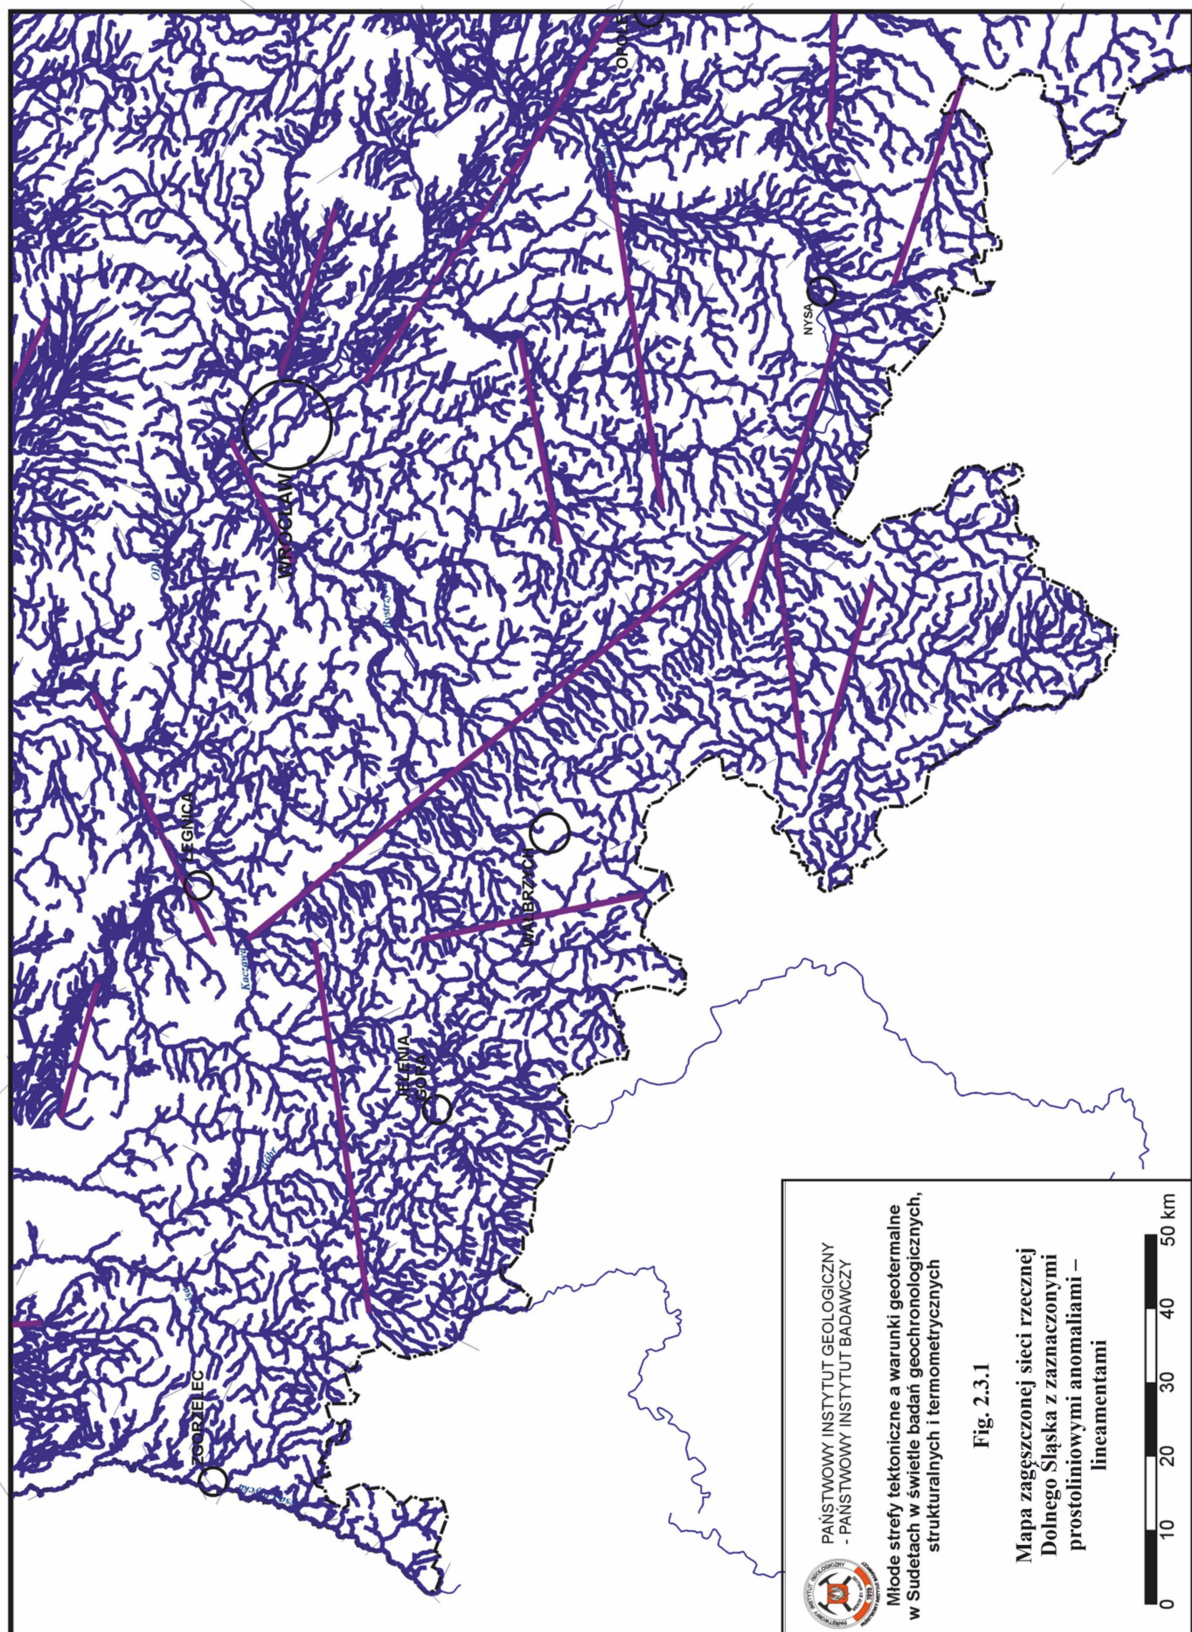 PAŃSTWOWY INSTYTUT GEOLOGICZNY
- PAŃSTWOWY INSTYTUT BADAWCZY
Młode strefy tektoniczne a warunki geotermalne
w Sudetach w świetle badań geochronologicznych,
strukturalnych i termometrycznych
Fig. 2.3.1
Mapa zagęszczonej sieci rzecznej
Dolnego Śląska z zaznaczonymi
prostoliniowymi anomaliami –
lineamentami
0 10 20 30 40 50 km
ZGORZELEC
JELENIA
GÓRA
LEGNICA
WAŁBRZYCH
WROCŁAW
NYSA
OPOLE
Kaczawa
Bóbr